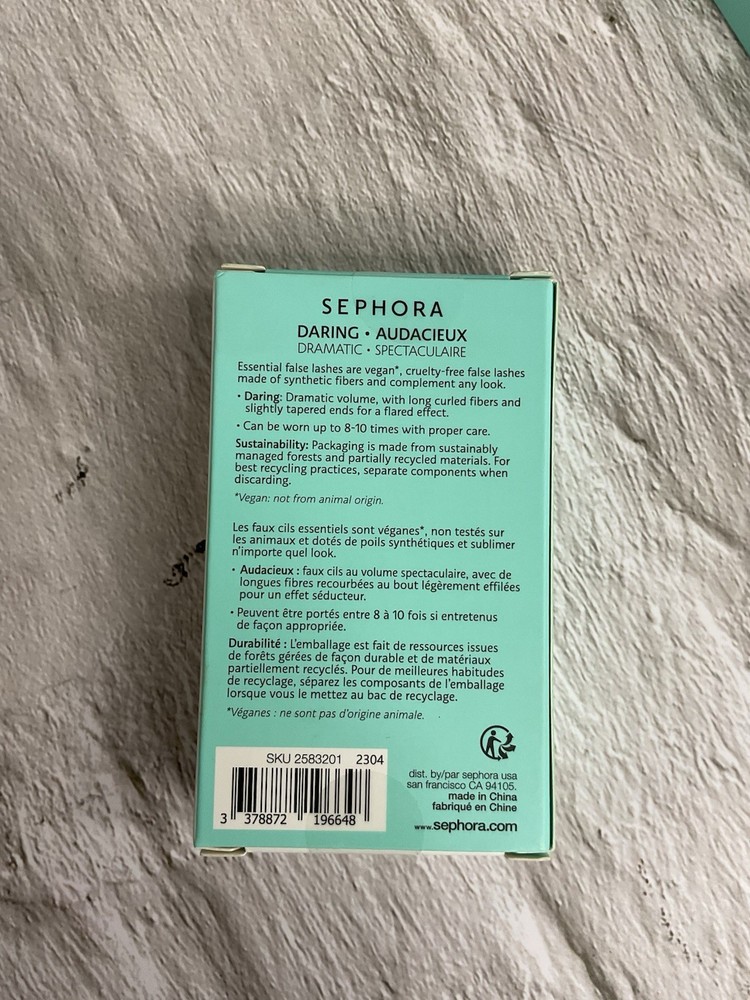 SEPHORA
DARING • AUDACIEUX
DRAMATIC • SPECTACULAIRE
Essential false lashes are vegan*, cruelty-free false lashes
made of synthetic fibers and complement any look.
• Daring: Dramatic volume, with long curled fibers and
slightly tapered ends for a flared effect.
• Can be worn up to 8-10 times with proper care.
Sustainability: Packaging is made from sustainably
managed forests and partially recycled materials. For
best recycling practices, separate components when
discarding.
*Vegan: not from animal origin.
Les faux cils essentiels sont véganes*, non testés sur
les animaux et dotés de poils synthétiques et sublimer
n'importe quel look.
• Audacieux : faux cils au volume spectaculaire, avec de
longues fibres recourbées au bout légèrement effilées
pour un effet séducteur.
• Peuvent être portés entre 8 à 10 fois si entretenus
de façon appropriée.
Durabilité : L'emballage est fait de ressources issues
de forêts gérées de façon durable et de matériaux
partiellement recyclés. Pour de meilleures habitudes
de recyclage, séparez les composants de l'emballage
lorsque vous le mettez au bac de recyclage.
*Véganes : ne sont pas d'origine animale.
SKU 2583201 2304
3 378872 196648
dist. by/par sephora usa
san francisco CA 94105.
made in China
fabriqué en Chine
www.sephora.com